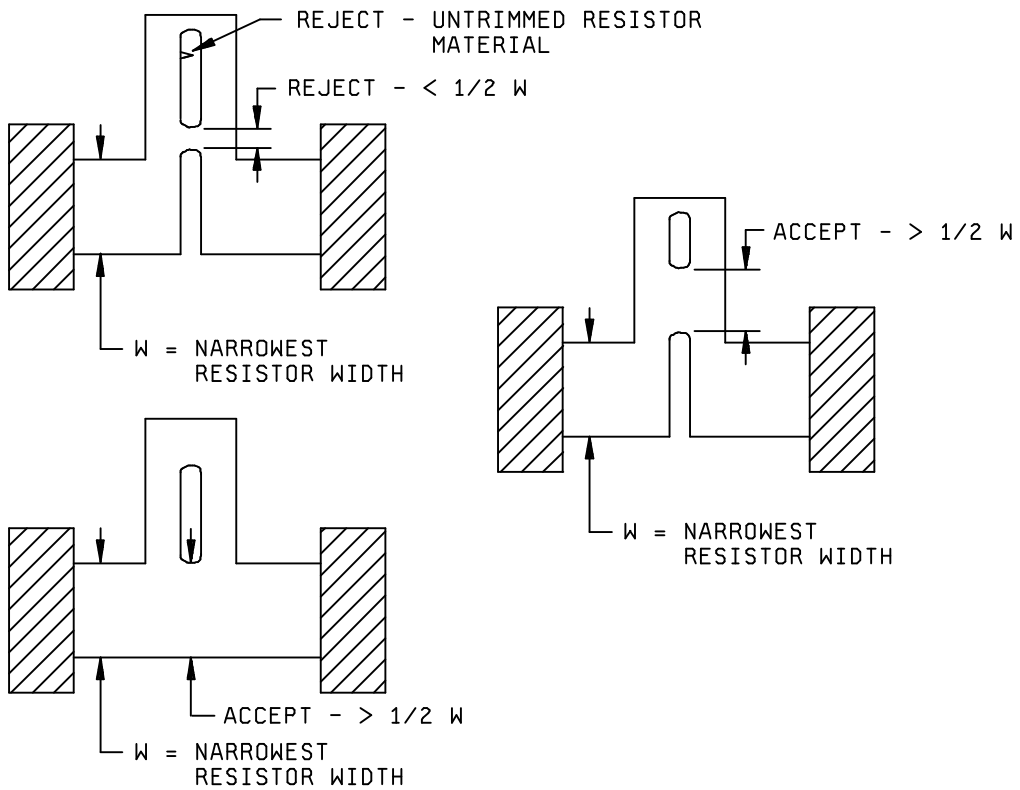 REJECT - UNTRIMMED RESISTOR
MATERIAL
REJECT - < 1/2 W
W = NARROWEST
RESISTOR WIDTH
ACCEPT - > 1/2 W
W = NARROWEST
RESISTOR WIDTH
ACCEPT - > 1/2 W
W = NARROWEST
RESISTOR WIDTH